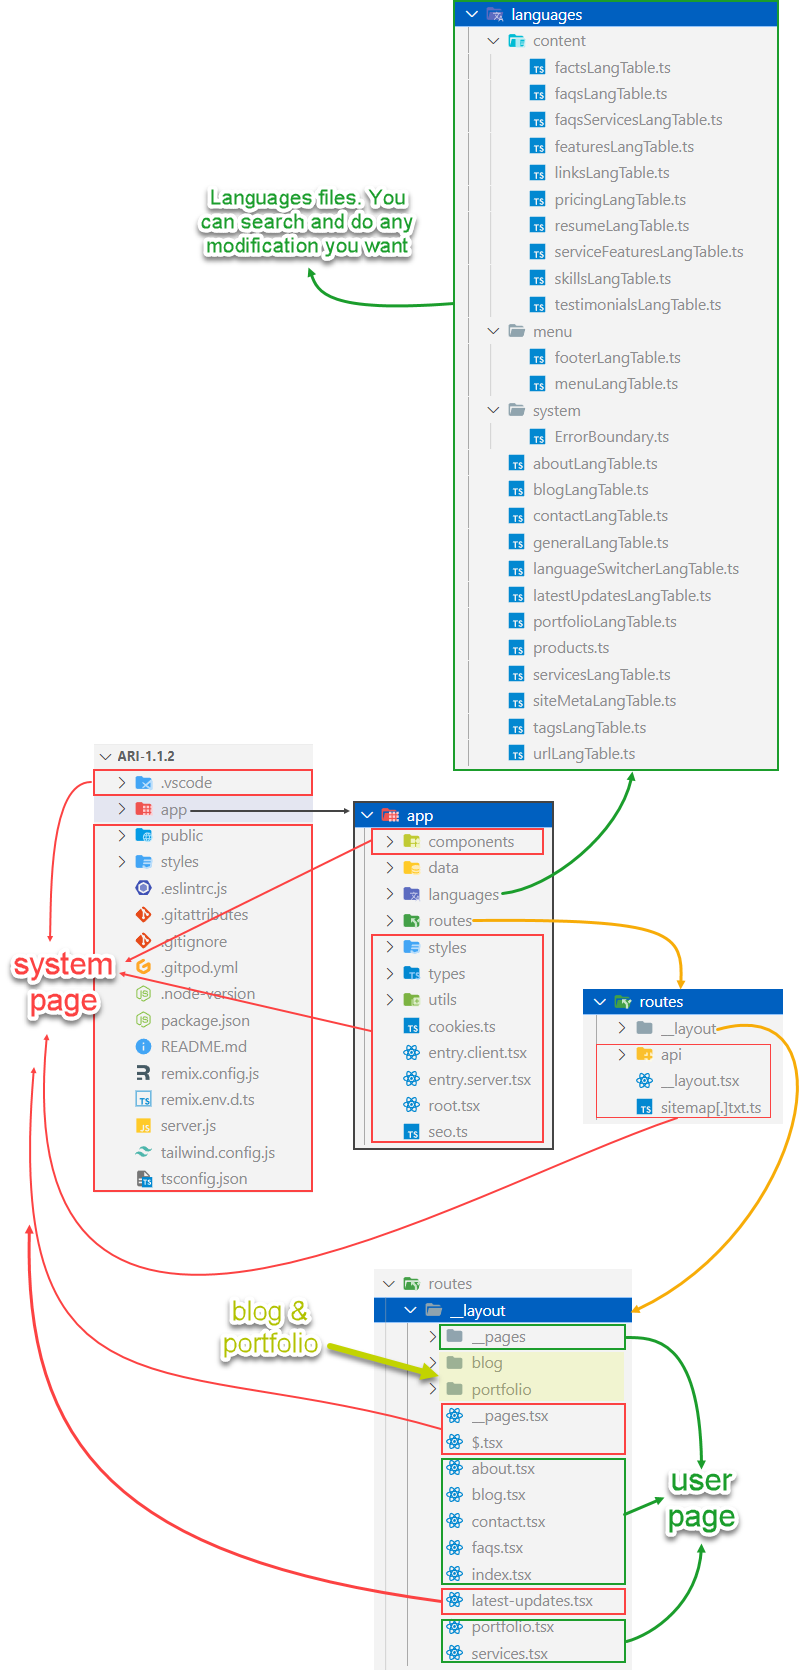 languages
content
factsLangTable.ts
faqsLangTable.ts
faqsServicesLangTable.ts
featuresLangTable.ts
linksLangTable.ts
pricingLangTable.ts
resumeLangTable.ts
serviceFeaturesLangTable.ts
skillsLangTable.ts
testimonialsLangTable.ts
menu
footerLangTable.ts
menuLangTable.ts
system
ErrorBoundary.ts
aboutLangTable.ts
blogLangTable.ts
contactLangTable.ts
generalLangTable.ts
languageSwitcherLangTable.ts
latestUpdatesLangTable.ts
portfolioLangTable.ts
products.ts
servicesLangTable.ts
siteMetaLangTable.ts
tagsLangTable.ts
urlLangTable.ts
Languages files. You
can search and do any
modification you want
ARI-1.1.2
.vscode
app
public
styles
.eslintrc.js
.gitattributes
.gitignore
.gitpod.yml
.node-version
package.json
README.md
remix.config.js
remix.env.d.ts
server.js
tailwind.config.js
tsconfig.json
system
page
app
components
data
languages
routes
styles
types
utils
cookies.ts
entry.client.tsx
entry.server.tsx
root.tsx
seo.ts
routes
__layout
api
__layout.tsx
sitemap[.]txt.ts
routes
__layout
__pages
blog
portfolio
__pages.tsx
$.tsx
about.tsx
blog.tsx
contact.tsx
faqs.tsx
index.tsx
latest-updates.tsx
portfolio.tsx
services.tsx
blog &
portfolio
user
page